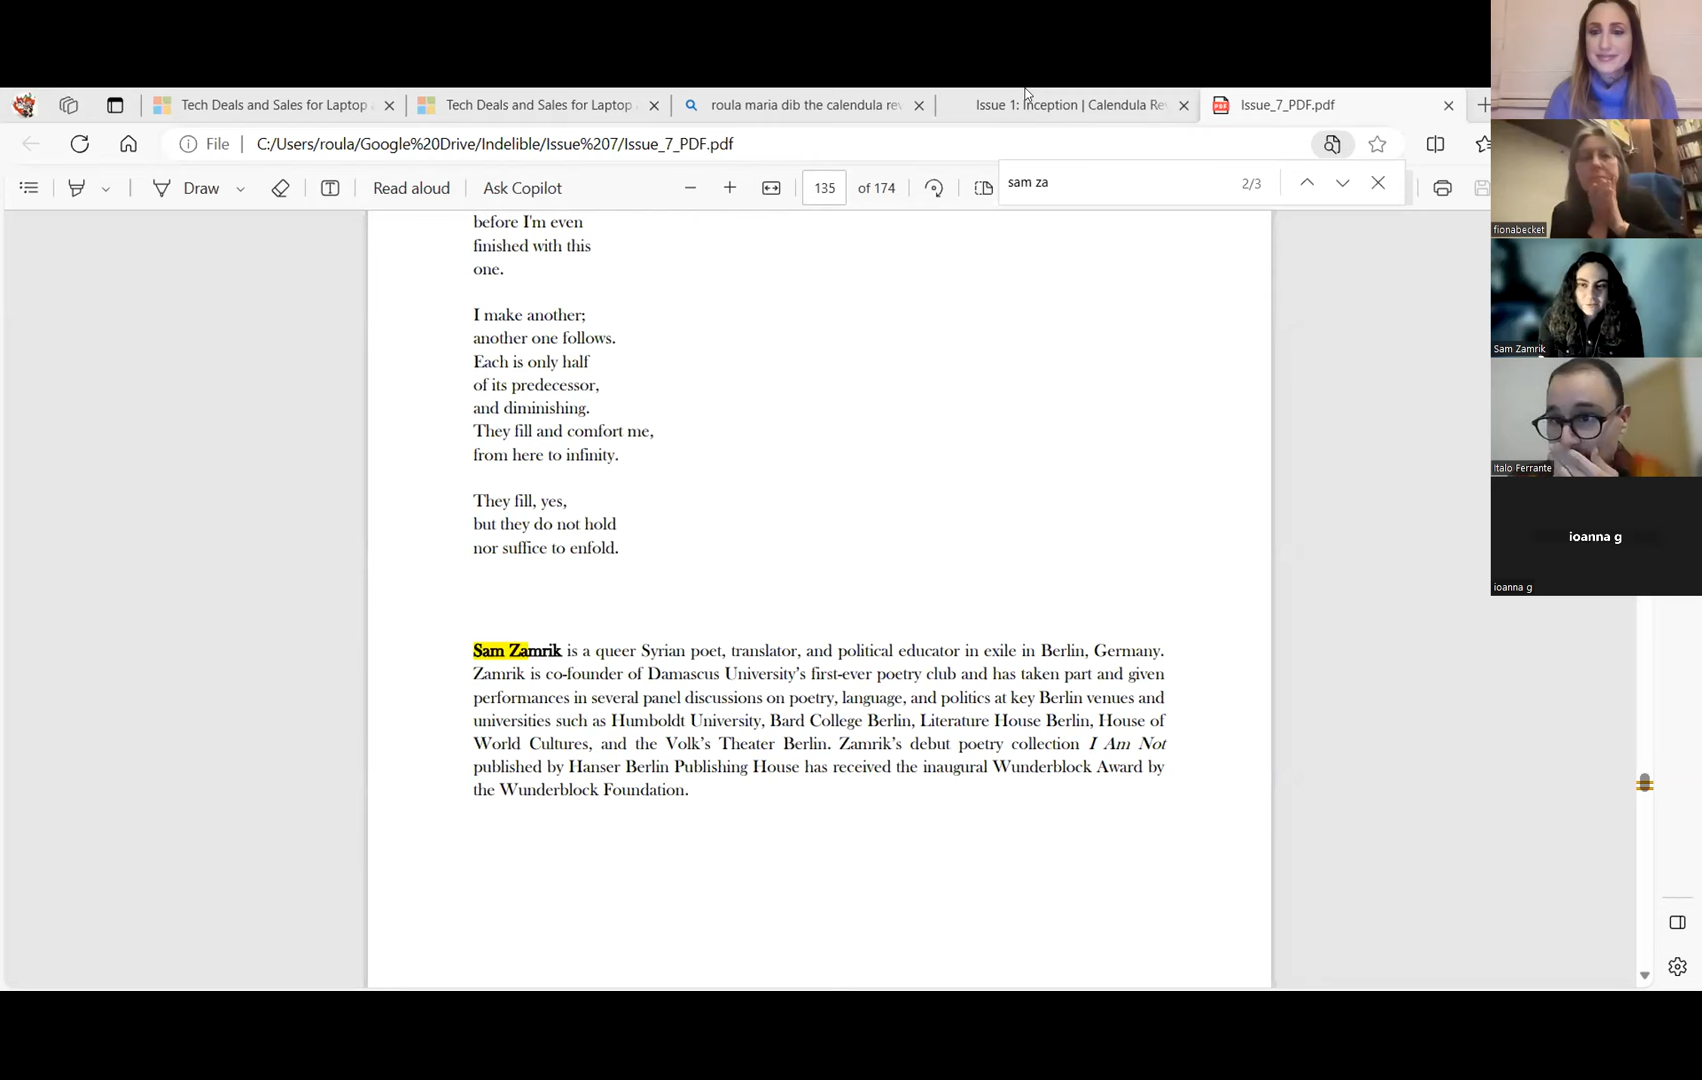 Tech Deals and Sales for Laptop
Tech Deals and Sales for Laptop
roula maria dib the calendula rev
Issue 1: Inception | Calendula Rev
Issue_7_PDF.pdf
File
C:/Users/roula/Google%20Drive/Indelible/Issue%207/Issue_7_PDF.pdf
Draw
Read aloud
Ask Copilot
135 of 174
sam za
2/3
before I'm even
finished with this
one.
I make another;
another one follows.
Each is only half
of its predecessor,
and diminishing.
They fill and comfort me,
from here to infinity.
They fill, yes,
but they do not hold
nor suffice to enfold.
Sam Zamrik is a queer Syrian poet, translator, and political educator in exile in Berlin, Germany.
Zamrik is co-founder of Damascus University's first-ever poetry club and has taken part and given
performances in several panel discussions on poetry, language, and politics at key Berlin venues and
universities such as Humboldt University, Bard College Berlin, Literature House Berlin, House of
World Cultures, and the Volk's Theater Berlin. Zamrik's debut poetry collection I Am Not
published by Hanser Berlin Publishing House has received the inaugural Wunderblock Award by
the Wunderblock Foundation.
fionabecket
Sam Zamrik
Italo Ferrante
ioanna g
ioanna g